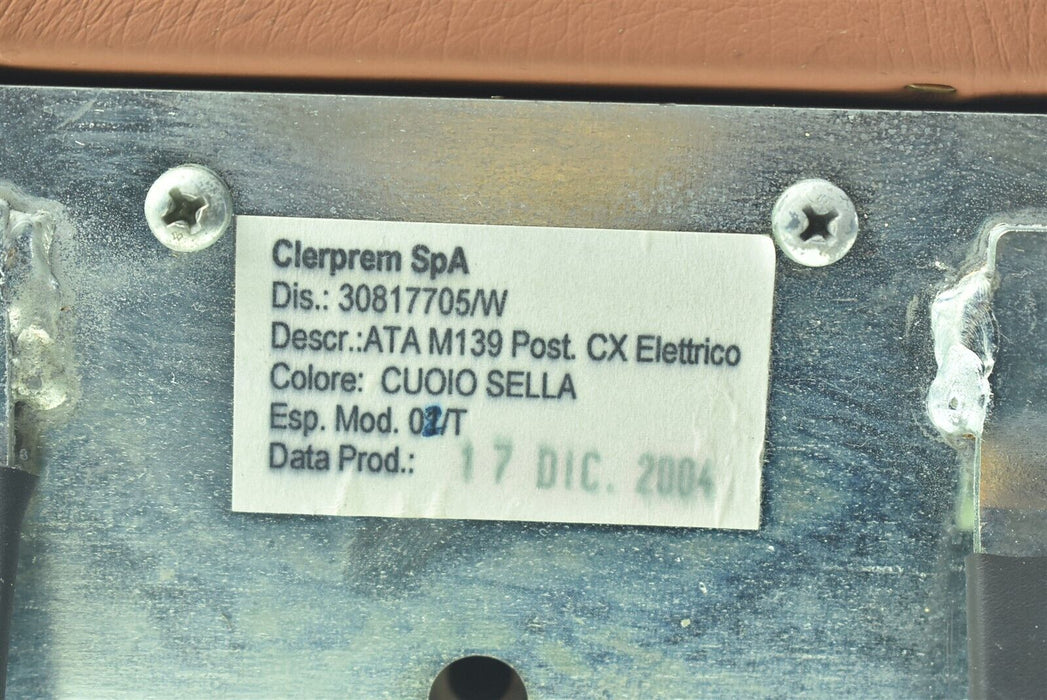 Clerprem SpA
Dis.: 30817705/W
Descr.:ATA M139 Post. CX Elettrico
Colore: CUOIO SELLA
Esp. Mod. 02/T
Data Prod.: 17 DIC. 2004